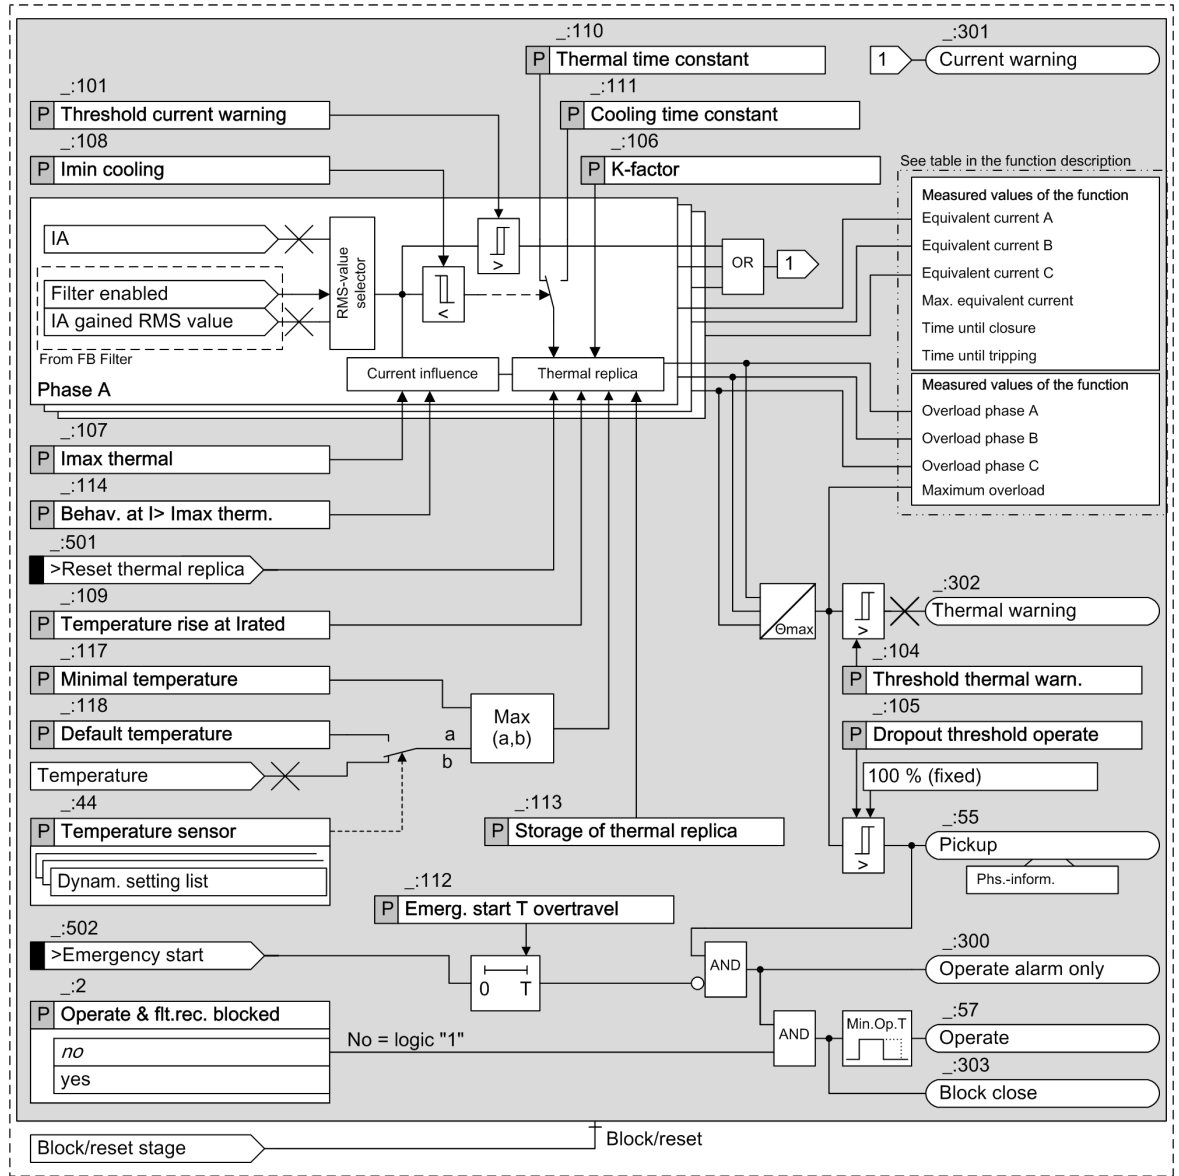 _:110
P Thermal time constant
_:301
1 Current warning
_:101
P Threshold current warning
_:111
P Cooling time constant
_:108
P Imin cooling
_:106
P K-factor
See table in the function description
Measured values of the function
Equivalent current A
Equivalent current B
Equivalent current C
Max. equivalent current
Time until closure
Time until tripping
Measured values of the function
Overload phase A
Overload phase B
Overload phase C
Maximum overload
IA
Filter enabled
IA gained RMS value
From FB Filter
RMS-value
selector
>
<
OR
1
Current influence
Thermal replica
Phase A
_:107
P Imax thermal
_:114
P Behav. at I> Imax therm.
_:501
>Reset thermal replica
_:109
P Temperature rise at Irated
_:117
P Minimal temperature
_:118
P Default temperature
a
b
Max
(a,b)
Temperature
_:44
P Temperature sensor
Dynam. setting list
_:113
P Storage of thermal replica
Θmax
>
_:302
Thermal warning
_:104
P Threshold thermal warn.
_:105
P Dropout threshold operate
100 % (fixed)
>
_:55
Pickup
Phs.-inform.
_:112
P Emerg. start T overtravel
_:502
>Emergency start
0 T
AND
_:300
Operate alarm only
_:2
P Operate & flt.rec. blocked
no
yes
No = logic "1"
AND
Min.Op.T
_:57
Operate
_:303
Block close
Block/reset stage
Block/reset